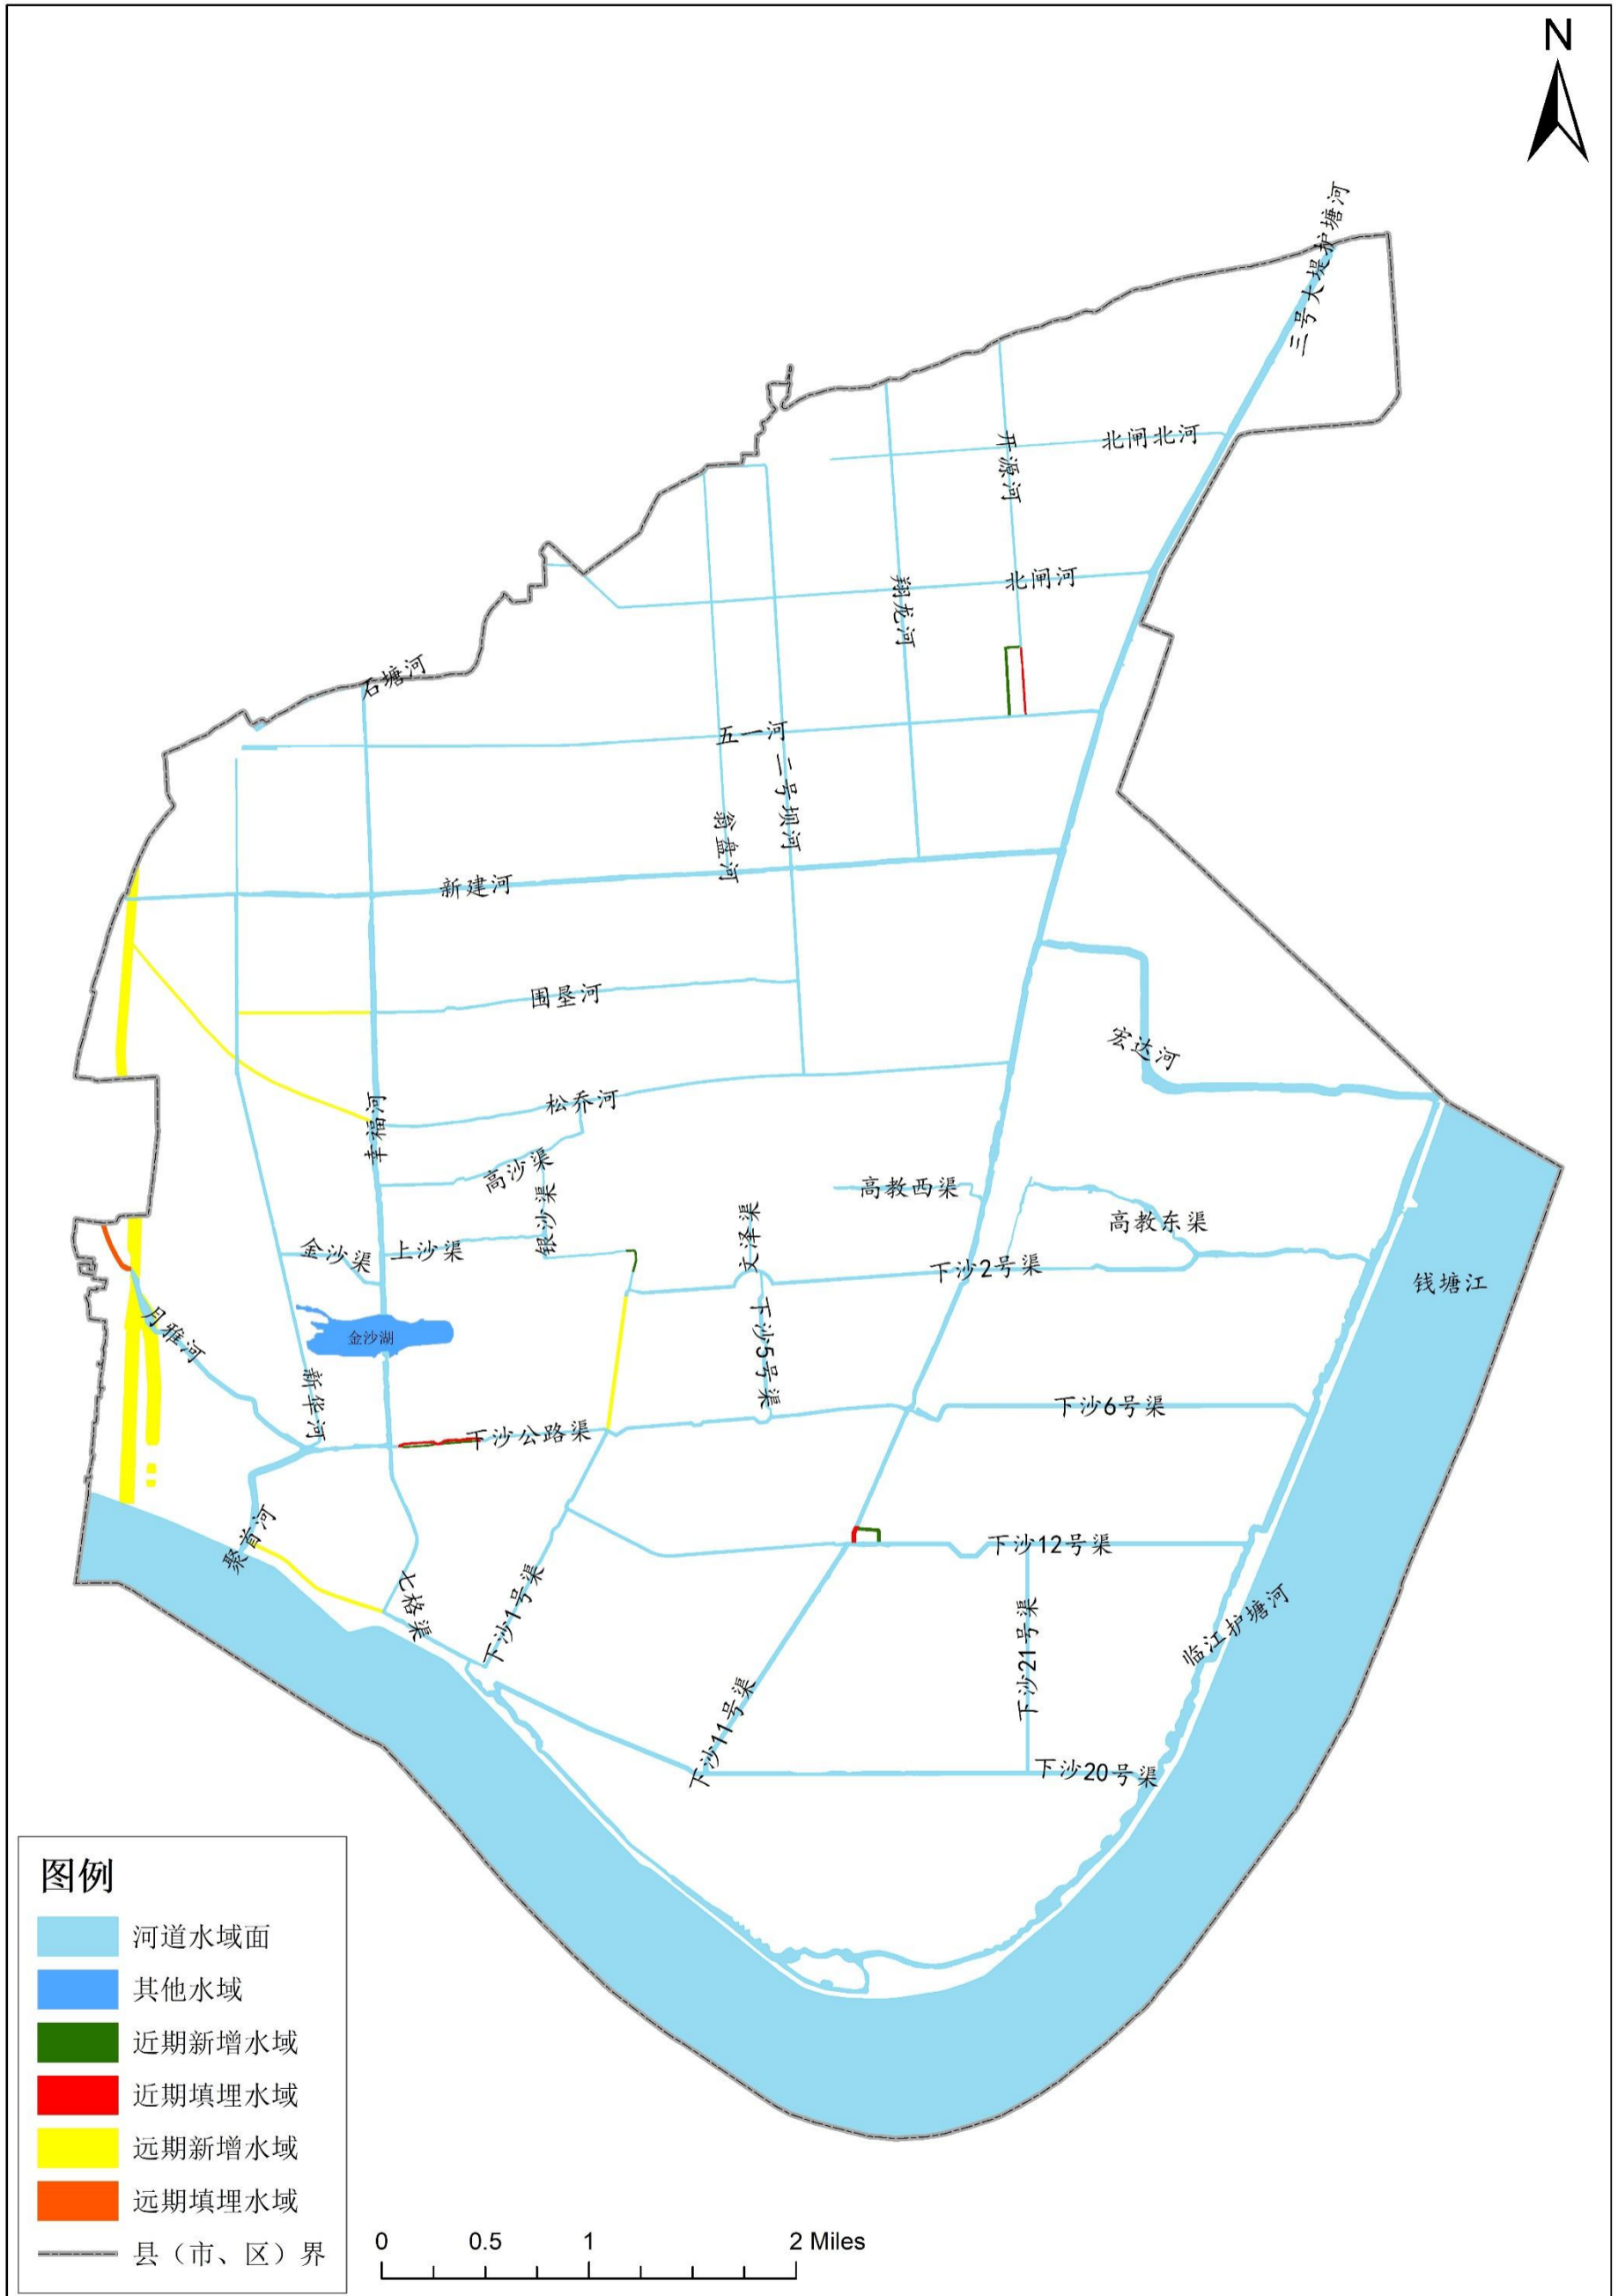 N
三号大堤护塘河
北闸北河
开源河
北闸河
翔龙河
石塘河
五一河
二号坝河
翁盘河
新建河
围垦河
宏达河
松乔河
幸福河
高沙渠
银沙渠
高教西渠
文泽渠
高教东渠
金沙渠
上沙渠
下沙2号渠
钱塘江
月雅河
金沙湖
下沙5号渠
新华河
下沙6号渠
下沙公路渠
聚首河
下沙12号渠
七格渠
下沙1号渠
下沙21号渠
临江护塘河
下沙11号渠
下沙20号渠
图例
河道水域面
其他水域
近期新增水域
近期填埋水域
远期新增水域
远期填埋水域
县（市、区）界
0 0.5 1 2 Miles